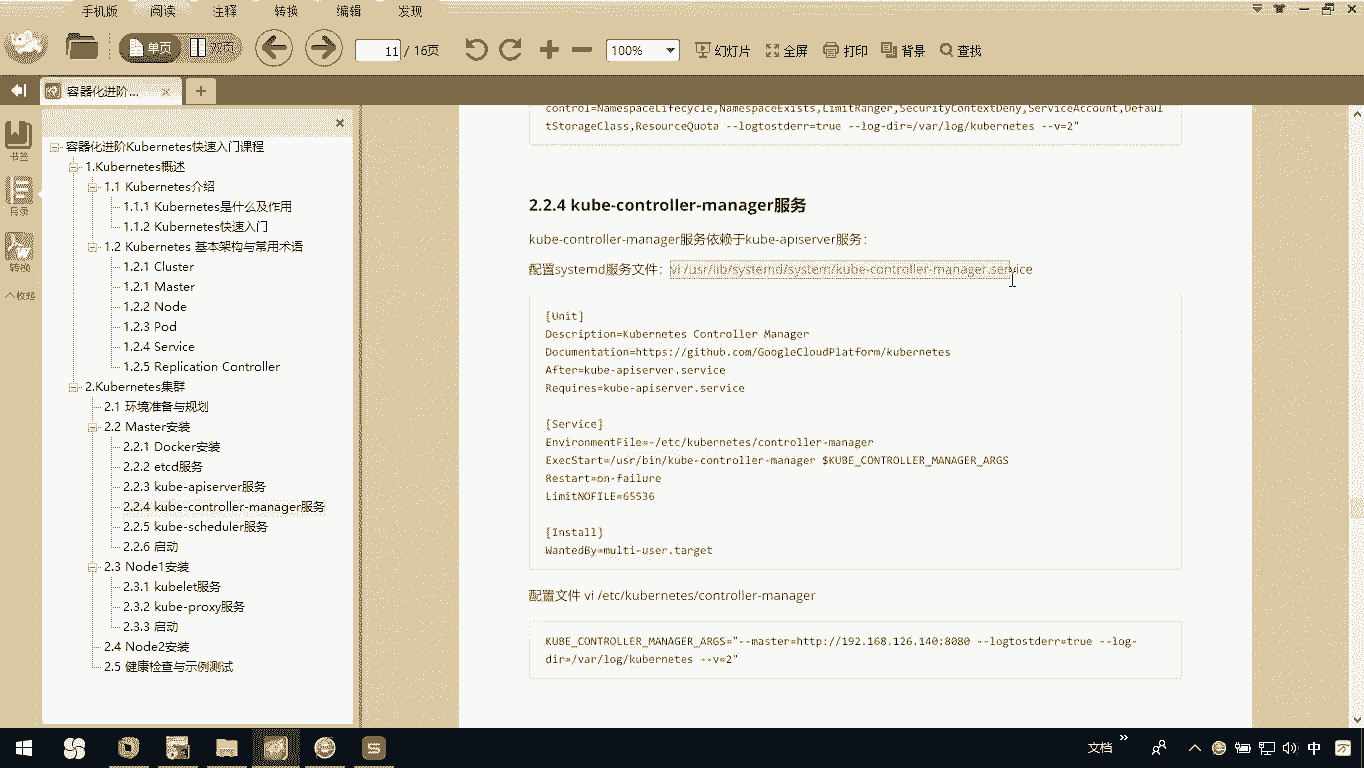 手机版 阅读 注释 转换 编辑 发现
单页 双页 11 / 16页 100% 幻灯片 全屏 打印 背景 查找
容器化进阶...
书签
目录
转换
收起
容器化进阶Kubernetes快速入门课程
1.Kubernetes概述
1.1 Kubernetes介绍
1.1.1 Kubernetes是什么及作用
1.1.2 Kubernetes快速入门
1.2 Kubernetes 基本架构与常用术语
1.2.1 Cluster
1.2.1 Master
1.2.2 Node
1.2.3 Pod
1.2.4 Service
1.2.5 Replication Controller
2.Kubernetes集群
2.1 环境准备与规划
2.2 Master安装
2.2.1 Docker安装
2.2.2 etcd服务
2.2.3 kube-apiserver服务
2.2.4 kube-controller-manager服务
2.2.5 kube-scheduler服务
2.2.6 启动
2.3 Node1安装
2.3.1 kubelet服务
2.3.2 kube-proxy服务
2.3.3 启动
2.4 Node2安装
2.5 健康检查与示例测试
control=NamespaceLifecycle,NamespaceExists,LimitRanger,SecurityContextDeny,ServiceAccount,Defaul
tStorageClass,ResourceQuota --logtostderr=true --log-dir=/var/log/kubernetes --v=2"
2.2.4 kube-controller-manager服务
kube-controller-manager服务依赖于kube-apiserver服务:
配置systemd服务文件: vi /usr/lib/systemd/system/kube-controller-manager.service
[Unit]
Description=Kubernetes Controller Manager
Documentation=https://github.com/GoogleCloudPlatform/kubernetes
After=kube-apiserver.service
Requires=kube-apiserver.service
[Service]
EnvironmentFile=-/etc/kubernetes/controller-manager
ExecStart=/usr/bin/kube-controller-manager $KUBE_CONTROLLER_MANAGER_ARGS
Restart=on-failure
LimitNOFILE=65536
[Install]
WantedBy=multi-user.target
配置文件 vi /etc/kubernetes/controller-manager
KUBE_CONTROLLER_MANAGER_ARGS="--master=http://192.168.126.140:8080 --logtostderr=true --log-
dir=/var/log/kubernetes --v=2"
文档 中